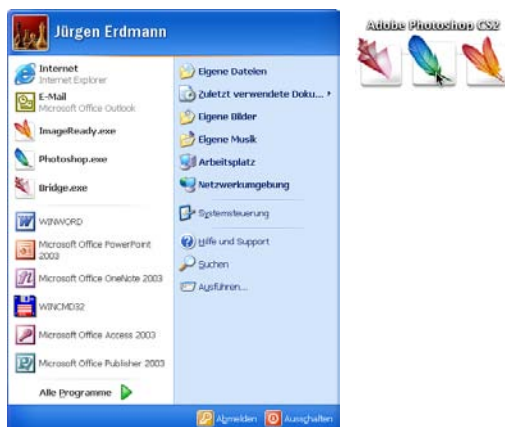 Jürgen Erdmann
Internet
Internet Explorer
E-Mail
Microsoft Office Outlook
ImageReady.exe
Photoshop.exe
Bridge.exe
WINWORD
Microsoft Office PowerPoint
2003
Microsoft Office OneNote 2003
WINCMD32
Microsoft Office Access 2003
Microsoft Office Publisher 2003
Alle Programme
Eigene Dateien
Zuletzt verwendete Doku...
Eigene Bilder
Eigene Musik
Arbeitsplatz
Netzwerkumgebung
Systemsteuerung
Hilfe und Support
Suchen
Ausführen...
Abmelden
Ausschalten
Adobe Photoshop CS2